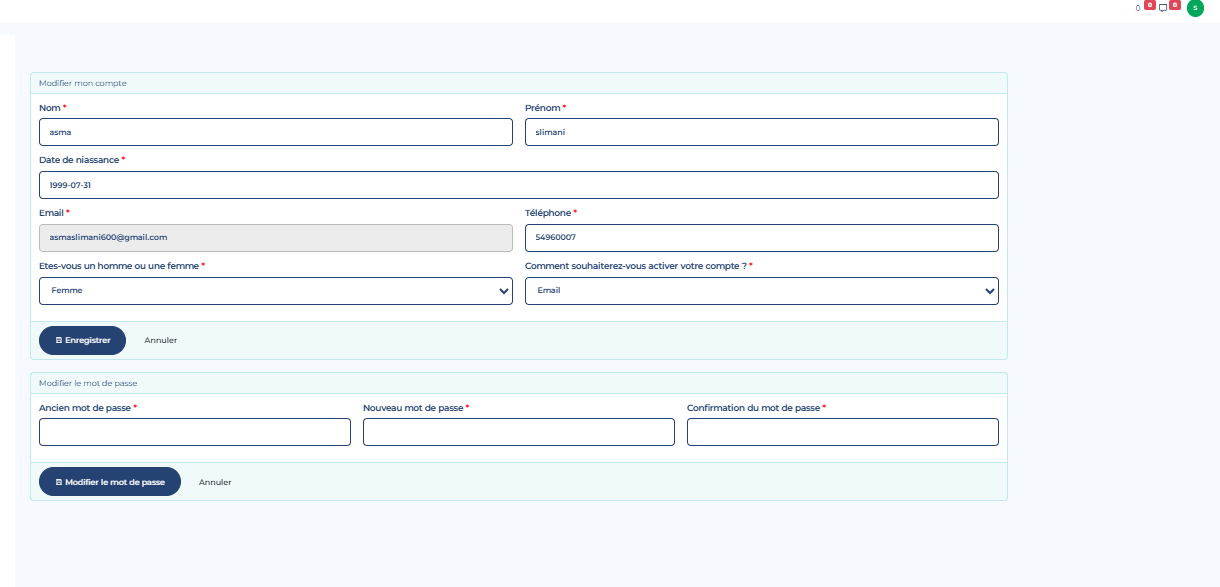 0 0 0 S
Modifier mon compte
Nom * Prénom *
asma slimani
Date de niassance *
1999-07-31
Email * Téléphone *
asmaslimani600@gmail.com 54960007
Etes-vous un homme ou une femme * Comment souhaiterez-vous activer votre compte ? *
Femme Email
Enregistrer Annuler
Modifier le mot de passe
Ancien mot de passe * Nouveau mot de passe * Confirmation du mot de passe *
Modifier le mot de passe Annuler